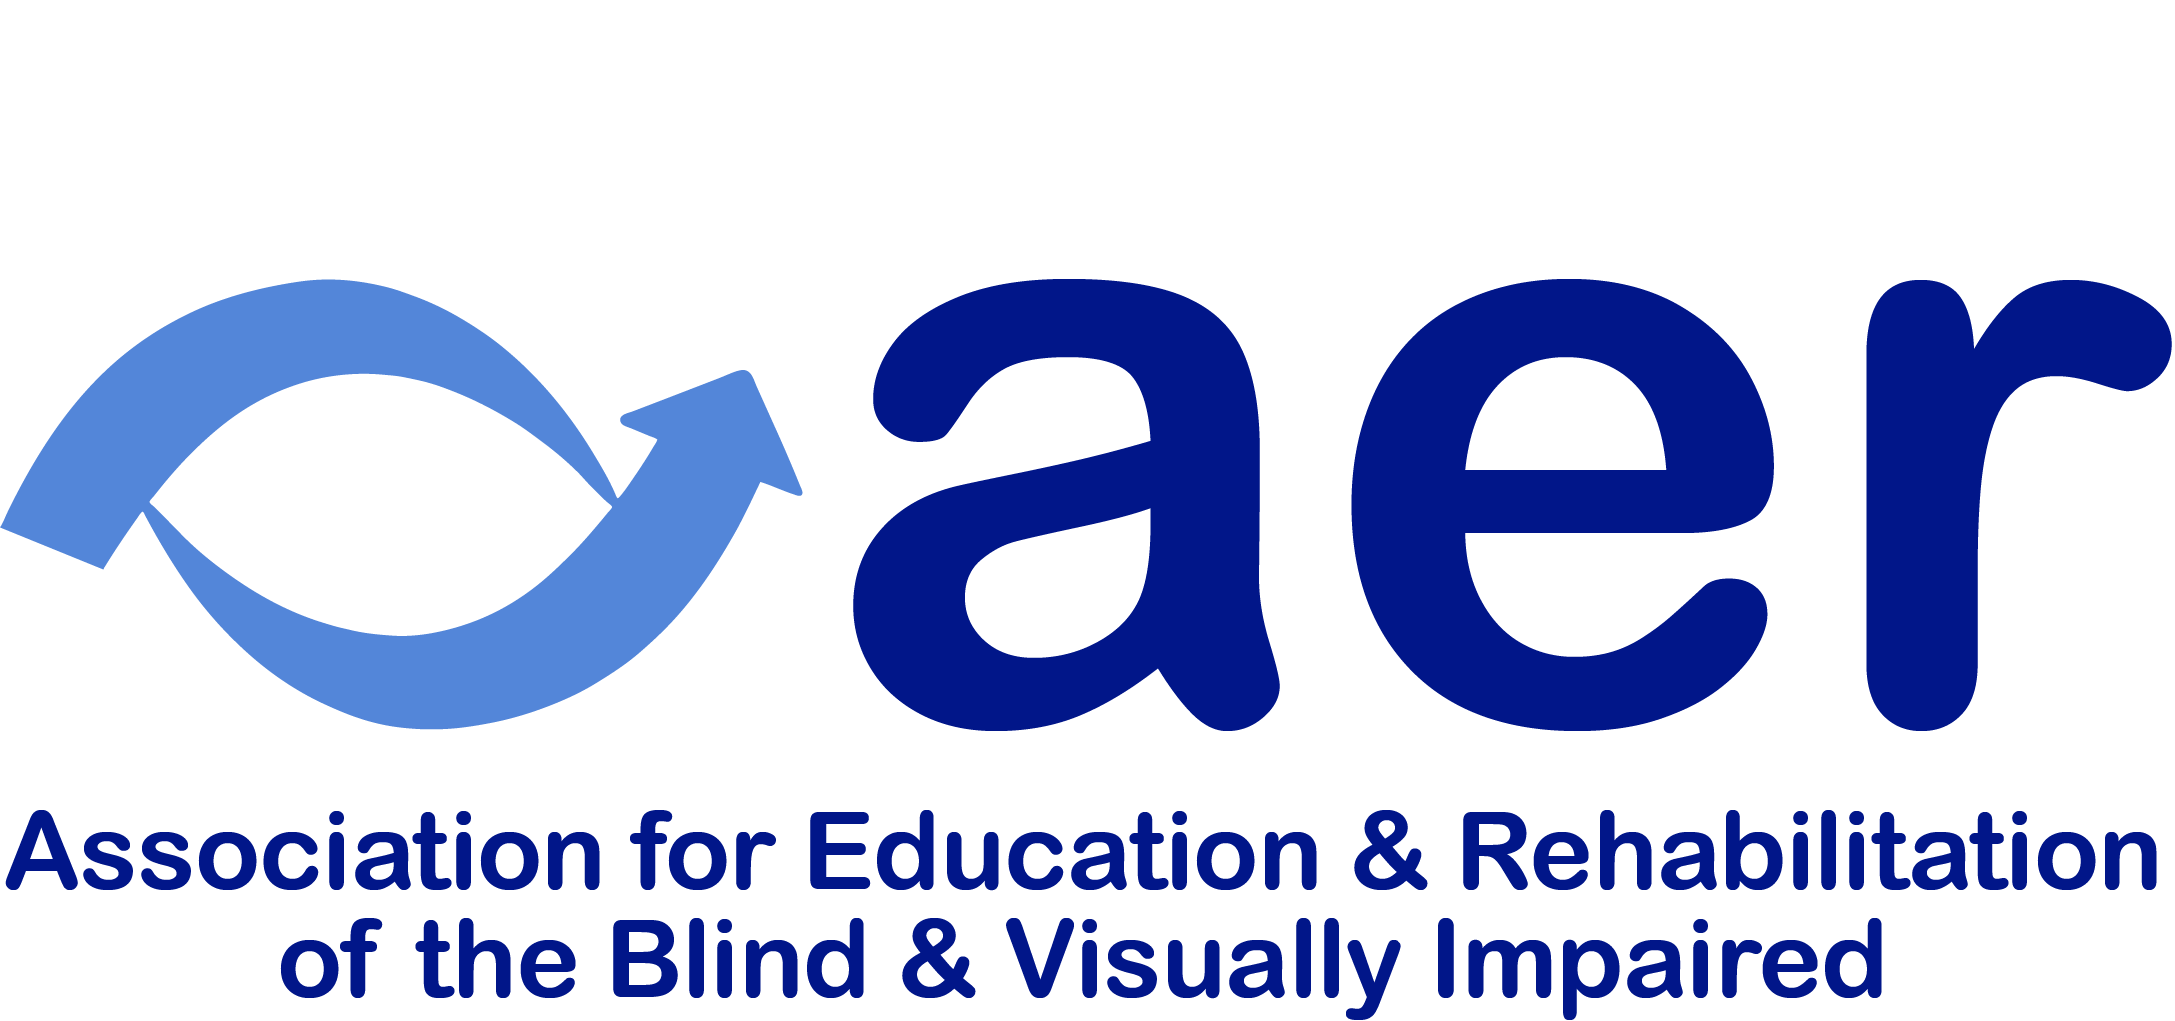 aer
Association for Education & Rehabilitation
of the Blind & Visually Impaired